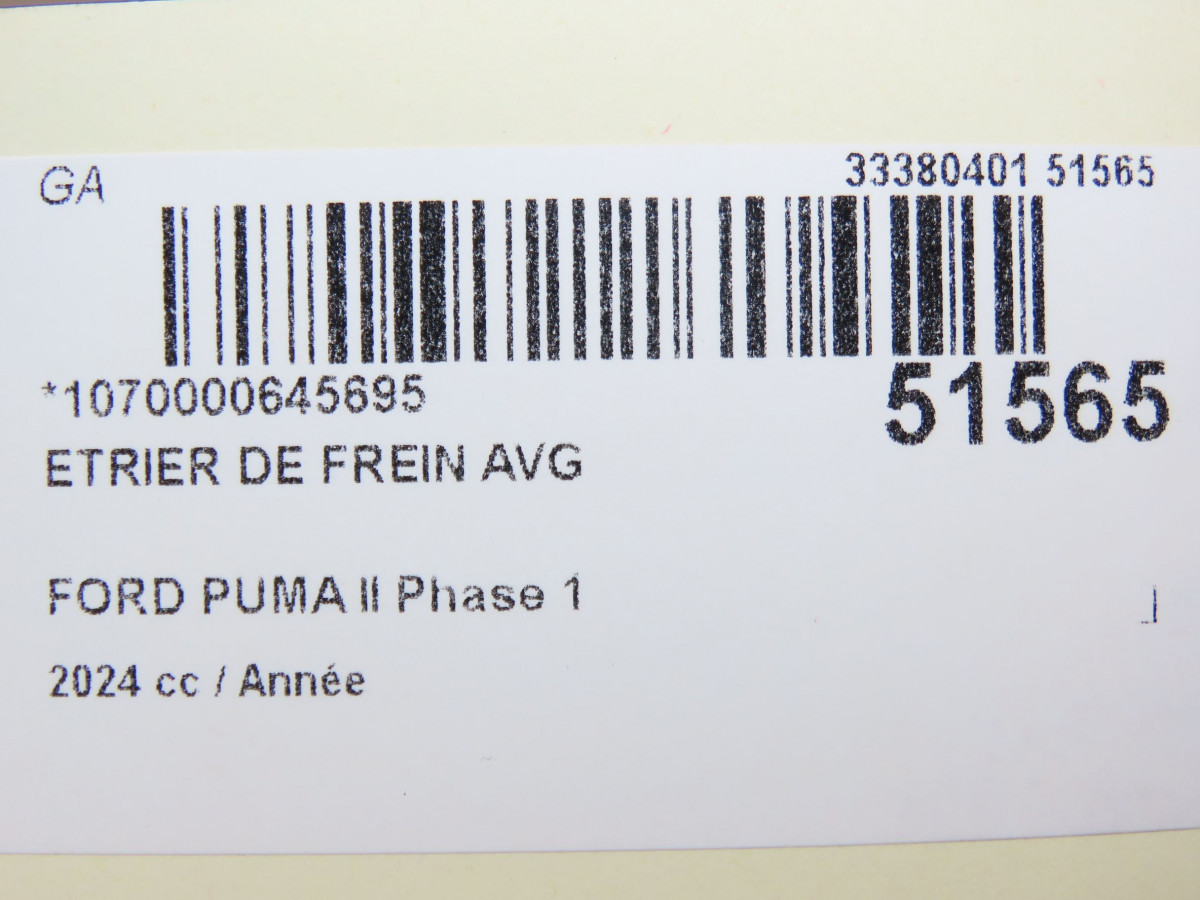 GA
33380401 51565
*1070000645695
51565
ETRIER DE FREIN AVG
FORD PUMA II Phase 1
2024 cc / Année